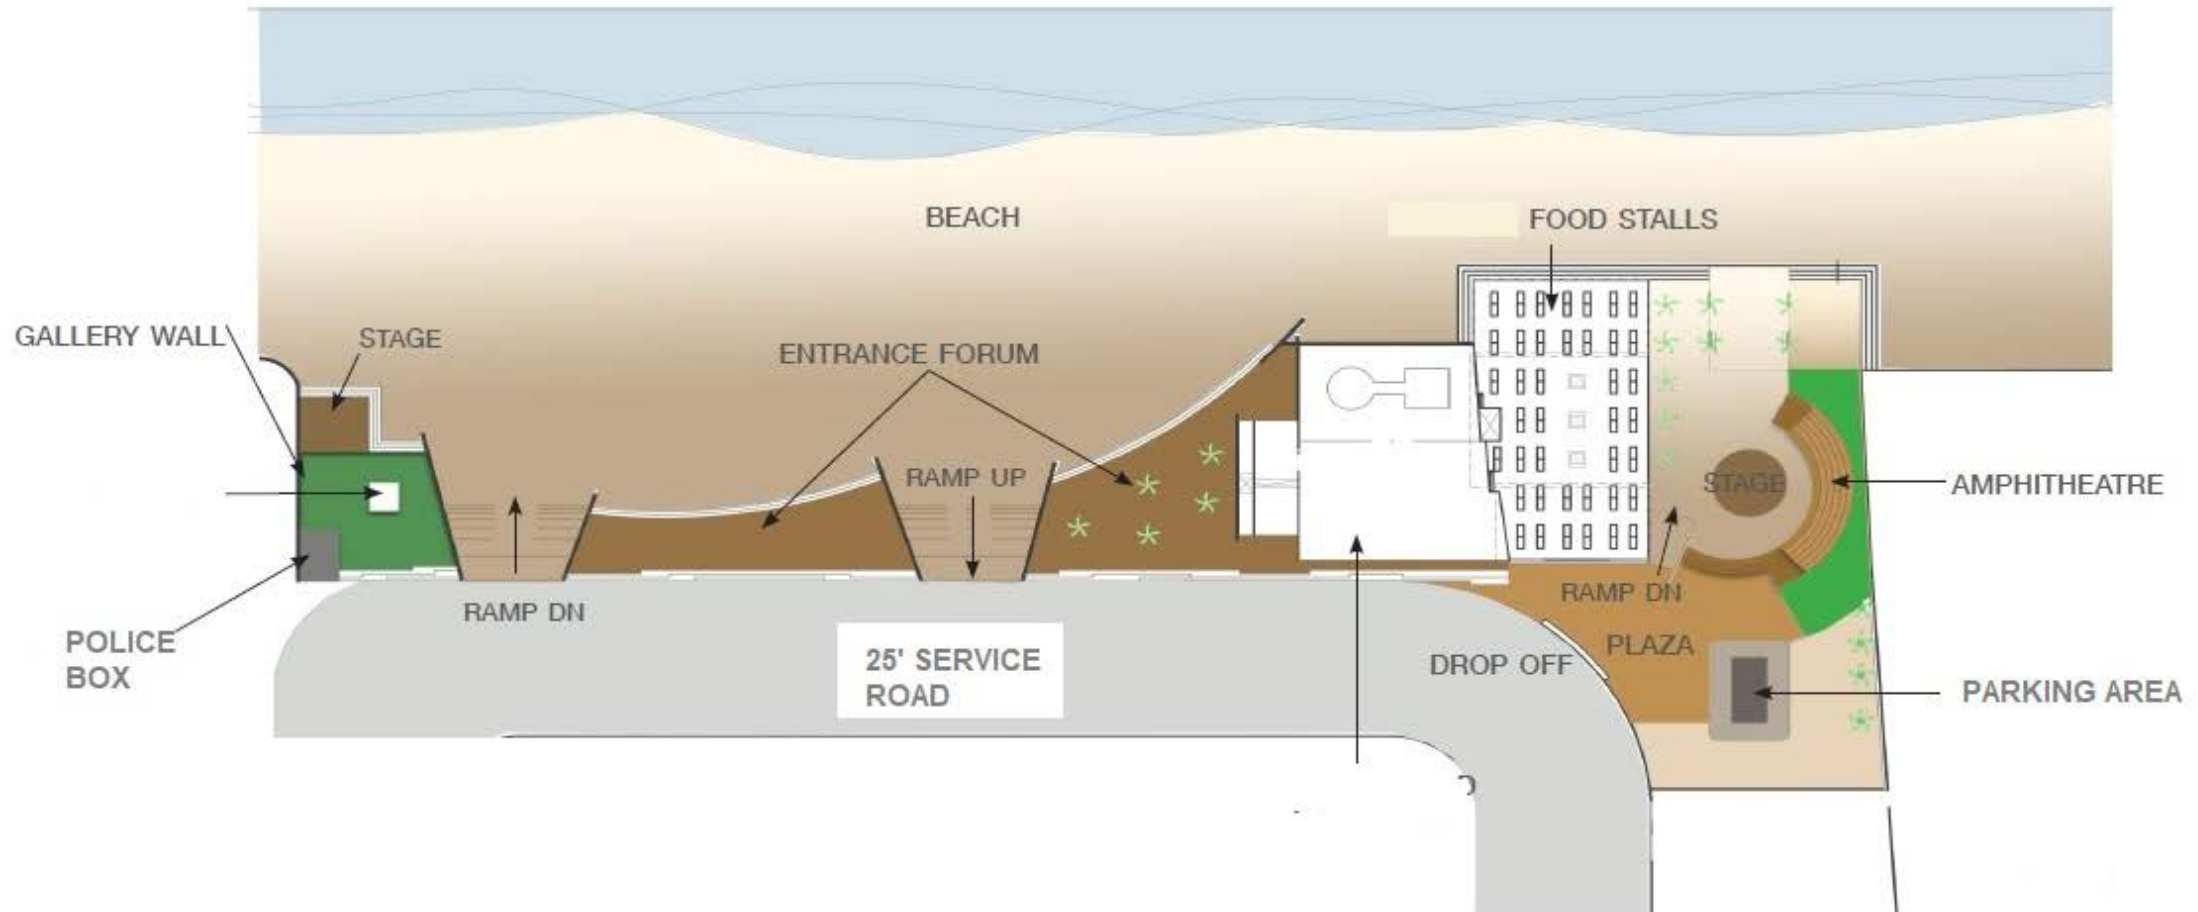 BEACH
FOOD STALLS
GALLERY WALL
STAGE
ENTRANCE FORUM
RAMP UP
STAGE
AMPHITHEATRE
RAMP DN
RAMP DN
POLICE
BOX
25' SERVICE
ROAD
DROP OFF
PLAZA
PARKING AREA